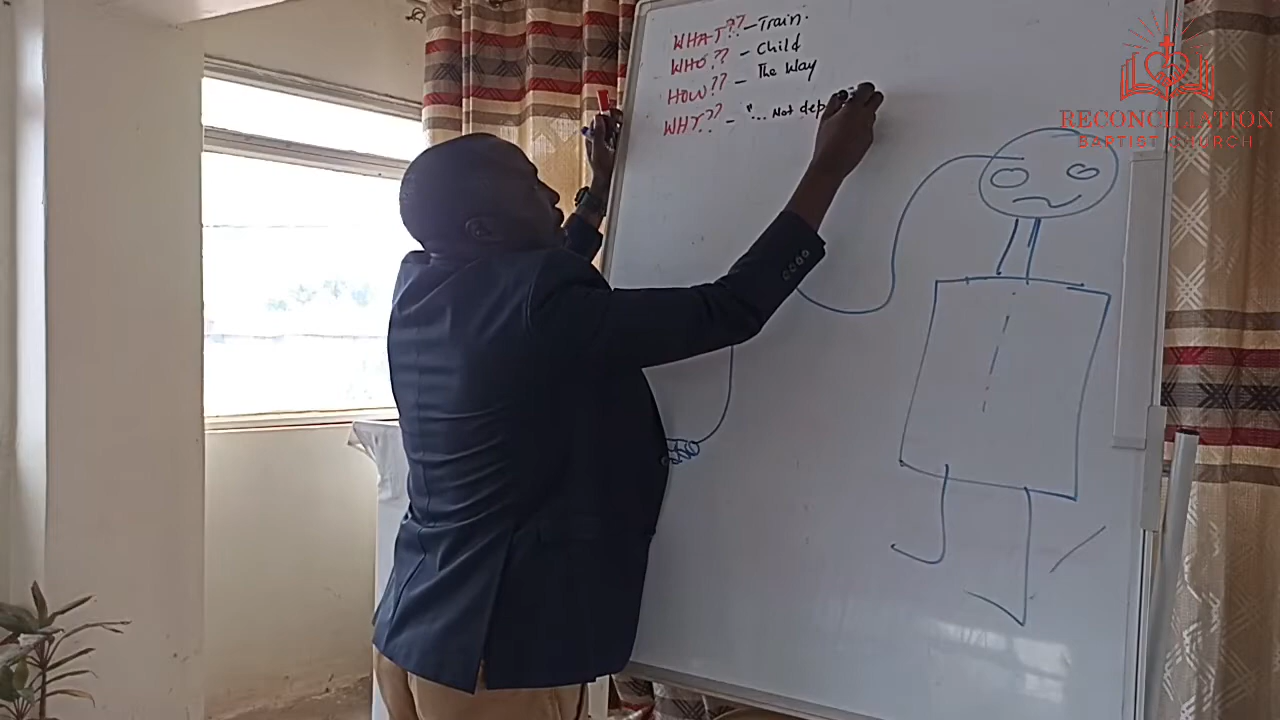 WHAT?? - Train.
WHO?? - Child
HOW?? - The Way
WHY?? - "... Not dep
RECONCILIATION
BAPTIST CHURCH